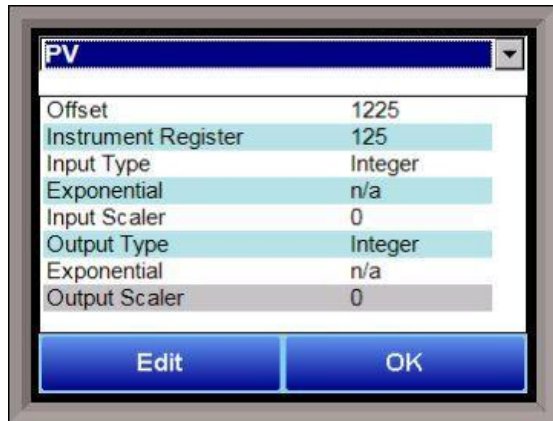 PV
Offset 1225
Instrument Register 125
Input Type Integer
Exponential n/a
Input Scaler 0
Output Type Integer
Exponential n/a
Output Scaler 0
Edit OK